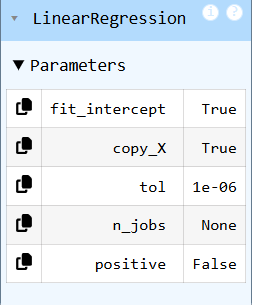 ▼ LinearRegression i ?
▼ Parameters
fit_intercept True
copy_X True
tol 1e-06
n_jobs None
positive False